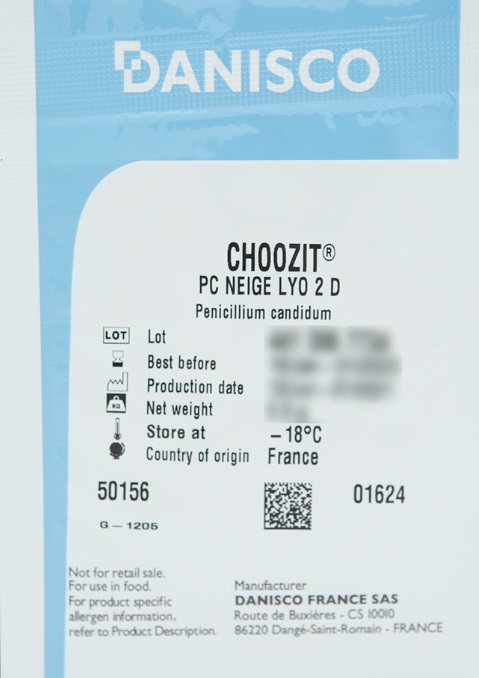 DANISCO
CHOOZIT®
PC NEIGE LYO 2 D
Penicillium candidum
LOT Lot
Best before
Production date
KG Net weight
Store at -18°C
Country of origin France
50156 01624
G - 1206
Not for retail sale.
For use in food.
For product specific
allergen information,
refer to Product Description.
Manufacturer
DANISCO FRANCE SAS
Route de Buxières - CS 10010
86220 Dangé-Saint-Romain - FRANCE